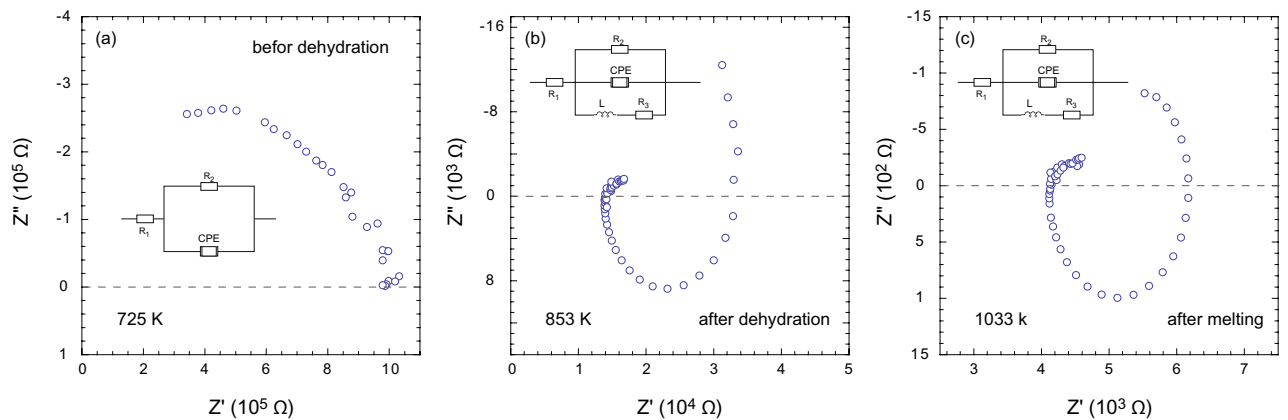 (a)
befor dehydration
-4
-3
-2
-1
0
1
Z'' (10⁵ Ω)
R₂
CPE
R₁
725 K
0 2 4 6 8 10
Z' (10⁵ Ω)
(b)
-16
-8
0
8
Z'' (10³ Ω)
R₂
CPE
R₁
L R₃
853 K
after dehydration
0 1 2 3 4 5
Z' (10⁴ Ω)
(c)
-15
-10
-5
0
5
10
15
Z'' (10² Ω)
R₂
CPE
R₁
L R₃
1033 k
after melting
3 4 5 6 7
Z' (10³ Ω)